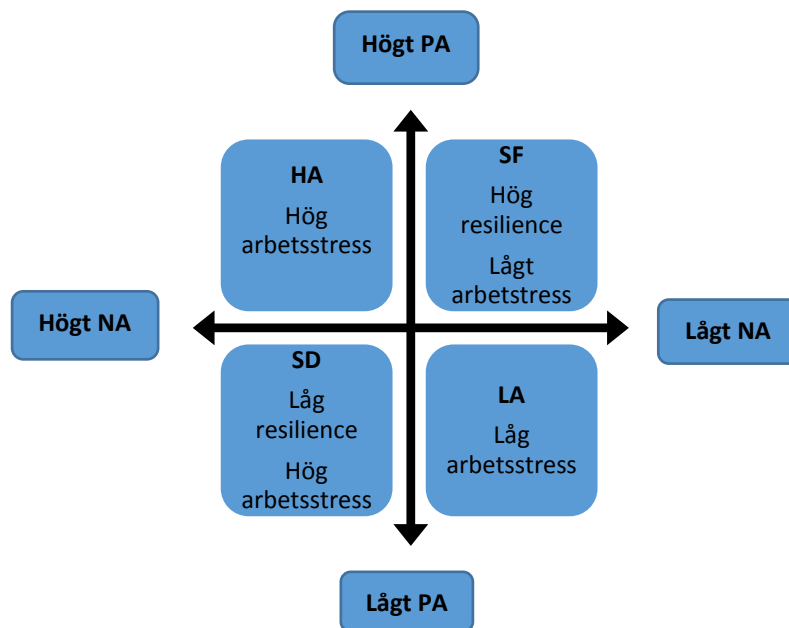 Högt PA
HA
Hög
arbetsstress
SF
Hög
resilience
Lågt
arbetstress
Högt NA
Lågt NA
SD
Låg
resilience
Hög
arbetsstress
LA
Låg
arbetsstress
Lågt PA